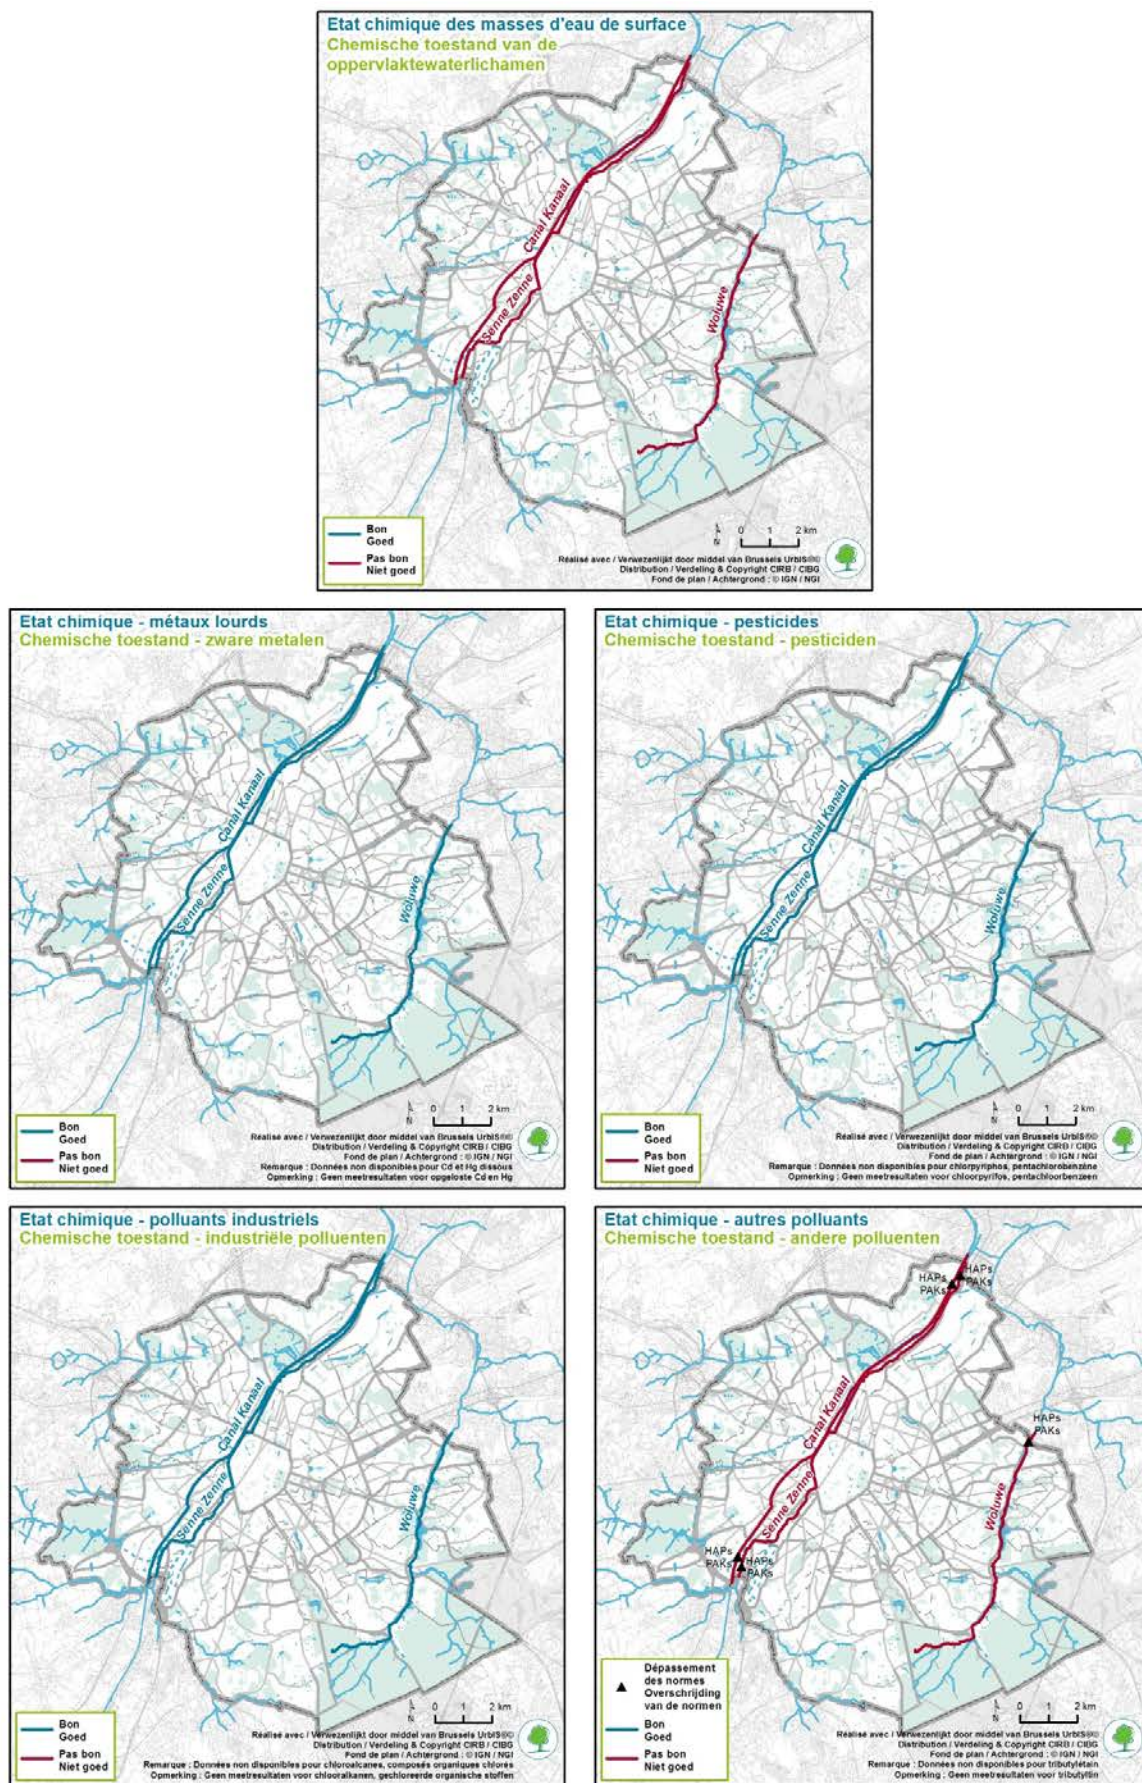 Etat chimique des masses d'eau de surface
Chemische toestand van de
oppervlaktewaterlichamen
Canal Kanaal
Senne Zenne
Woluwe
Bon
Goed
Pas bon
Niet goed
N
0 1 2 km
Réalisé avec / Verwezenlijkt door middel van Brussels UrbIS®©
Distribution / Verdeling & Copyright CIRB / CIBG
Fond de plan / Achtergrond : © IGN / NGI
Etat chimique - métaux lourds
Chemische toestand - zware metalen
Canal Kanaal
Senne Zenne
Woluwe
Bon
Goed
Pas bon
Niet goed
N
0 1 2 km
Réalisé avec / Verwezenlijkt door middel van Brussels UrbIS®©
Distribution / Verdeling & Copyright CIRB / CIBG
Fond de plan / Achtergrond : © IGN / NGI
Remarque : Données non disponibles pour Cd et Hg dissous
Opmerking : Geen meetresultaten voor opgeloste Cd en Hg
Etat chimique - pesticides
Chemische toestand - pesticiden
Canal Kanaal
Senne Zenne
Woluwe
Bon
Goed
Pas bon
Niet goed
N
0 1 2 km
Réalisé avec / Verwezenlijkt door middel van Brussels UrbIS®©
Distribution / Verdeling & Copyright CIRB / CIBG
Fond de plan / Achtergrond : © IGN / NGI
Remarque : Données non disponibles pour chlorpyriphos, pentachlorobenzène
Opmerking : Geen meetresultaten voor chloorpyrifos, pentachloorbenzeen
Etat chimique - polluants industriels
Chemische toestand - industriële polluenten
Canal Kanaal
Senne Zenne
Woluwe
Bon
Goed
Pas bon
Niet goed
N
0 1 2 km
Réalisé avec / Verwezenlijkt door middel van Brussels UrbIS®©
Distribution / Verdeling & Copyright CIRB / CIBG
Fond de plan / Achtergrond : © IGN / NGI
Remarque : Données non disponibles pour chloroalcanes, composés organiques chlorés
Opmerking : Geen meetresultaten voor chlooralkanen, gechloreerde organische stoffen
Etat chimique - autres polluants
Chemische toestand - andere polluenten
HAPs
PAKs
HAPs
PAKs
Canal Kanaal
HAPs
PAKs
Senne Zenne
Woluwe
HAPs
PAKs
HAPs
PAKs
Dépassement
des normes
Overschrijding
van de normen
Bon
Goed
Pas bon
Niet goed
N
0 1 2 km
Réalisé avec / Verwezenlijkt door middel van Brussels UrbIS®©
Distribution / Verdeling & Copyright CIRB / CIBG
Fond de plan / Achtergrond : © IGN / NGI
Remarque : Données non disponibles pour tributylétain
Opmerking : Geen meetresultaten voor tributyltin